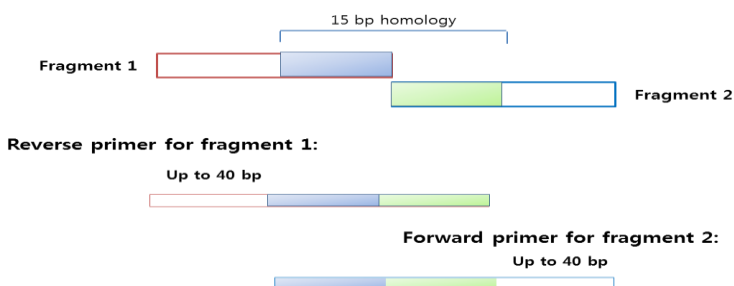 15 bp homology
Fragment 1
Fragment 2
Reverse primer for fragment 1:
Up to 40 bp
Forward primer for fragment 2:
Up to 40 bp